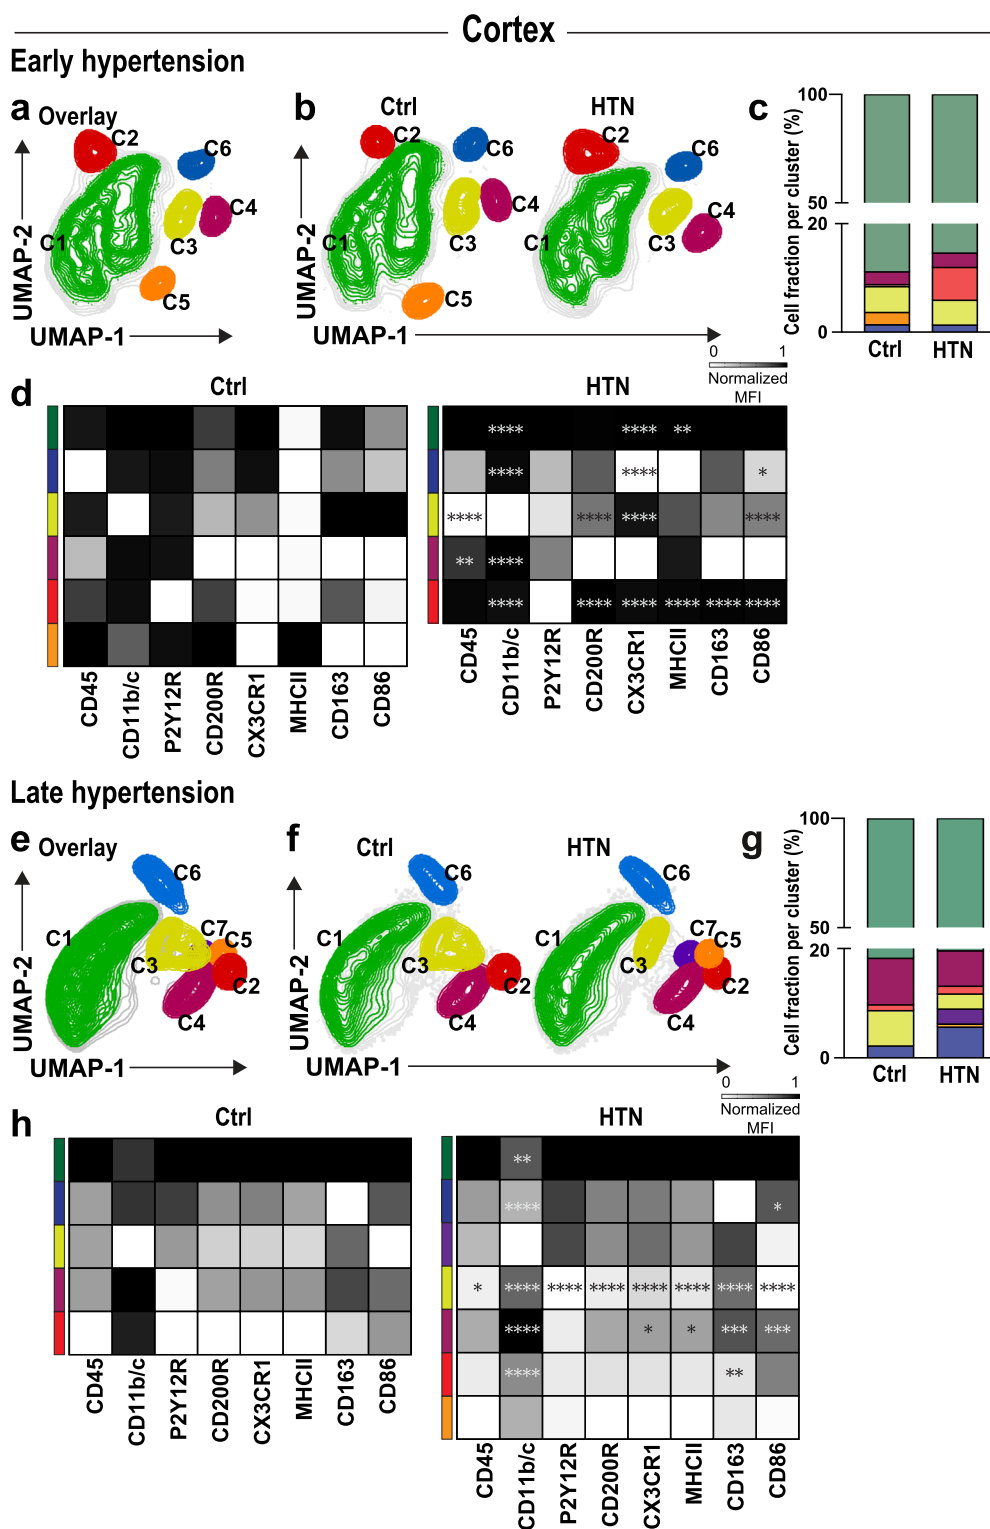 Cortex
Early hypertension
a
Overlay
C2
C6
C4
C1
C3
C5
UMAP-2
UMAP-1
b
Ctrl
HTN
C2
C6
C4
C1
C3
C5
C2
C6
C4
C1
C3
UMAP-2
UMAP-1
c
Cell fraction per cluster (%)
100
50
20
0
Ctrl
HTN
0 1
Normalized
MFI
d
Ctrl
HTN
**** **** **
**** **** *
**** **** **** ****
** ****
**** **** **** **** **** ****
CD45 CD11b/c P2Y12R CD200R CX3CR1 MHCII CD163 CD86
CD45 CD11b/c P2Y12R CD200R CX3CR1 MHCII CD163 CD86
Late hypertension
e
Overlay
C6
C1
C7
C5
C3
C2
C4
UMAP-2
UMAP-1
f
Ctrl
HTN
C6
C1
C3
C2
C4
C6
C1
C7
C5
C3
C2
C4
UMAP-2
UMAP-1
g
Cell fraction per cluster (%)
100
50
20
0
Ctrl
HTN
0 1
Normalized
MFI
h
Ctrl
HTN
**
**** *
* **** **** **** **** **** **** ****
**** * * *** ***
**** **
CD45 CD11b/c P2Y12R CD200R CX3CR1 MHCII CD163 CD86
CD45 CD11b/c P2Y12R CD200R CX3CR1 MHCII CD163 CD86